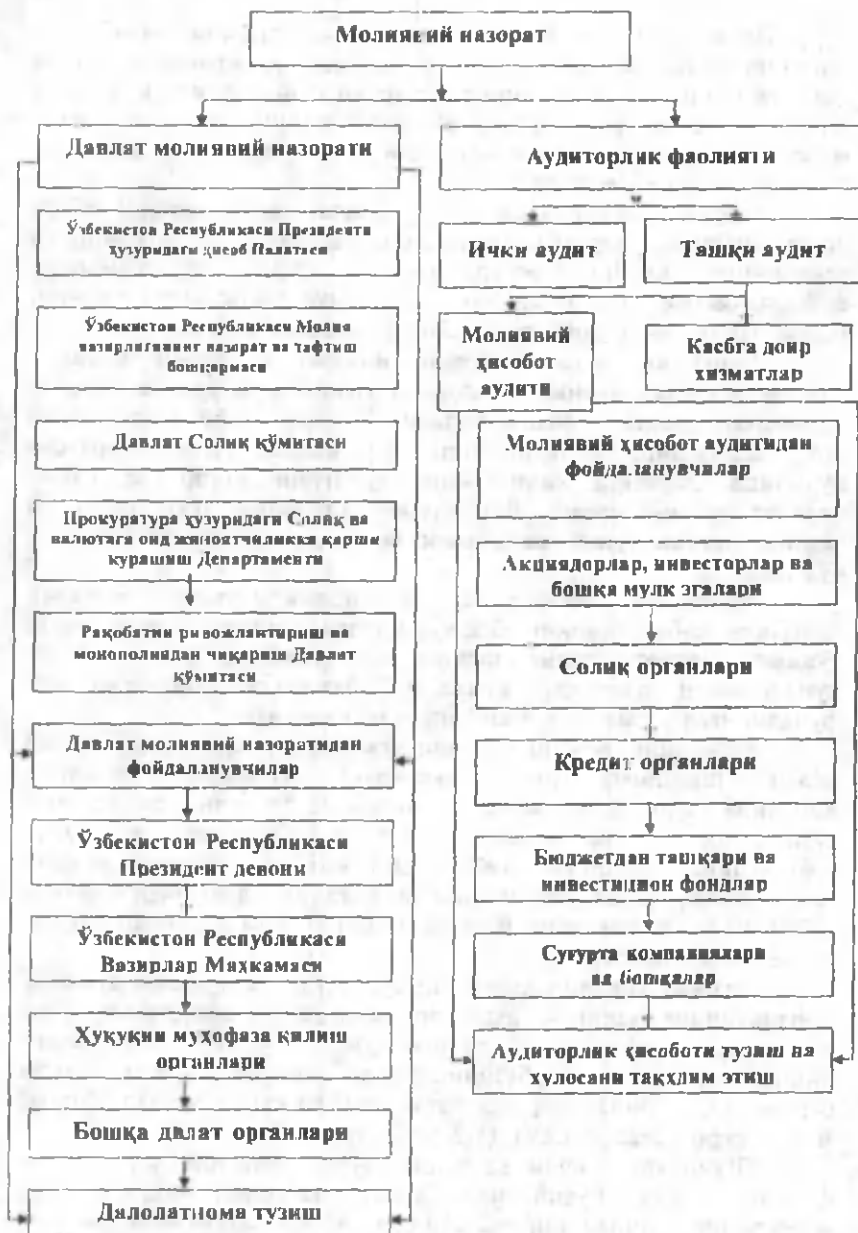 Молиявий назорат
Давлат молиявий назорати
Аудиторлик фаолияти
Ўзбекистон Республикаси Президенти
ҳузуридаги Ҳисоб Палатаси
Ички аудит
Ташқи аудит
Ўзбекистон Республикаси Молия
вазирлигининг назорат ва тафтиш
бошқармаси
Молиявий
ҳисобот
аудити
Касбга доир
хизматлар
Давлат Солиқ қўмитаси
Молиявий ҳисобот аудитидан
фойдаланувчилар
Прокуратура ҳузуридаги Солиқ ва
валютага оид жиноятчиликка қарши
курашиш Департаменти
Акциядорлар, инвесторлар ва
бошқа мулк эгалари
Рақобатни ривожлантириш ва
монополиядан чиқариш Давлат
қўмитаси
Солиқ органлари
Давлат молиявий назоратидан
фойдаланувчилар
Кредит органлари
Ўзбекистон Республикаси
Президент девони
Бюджетдан ташқари ва
инвестицион фондлар
Ўзбекистон Республикаси
Вазирлар Маҳкамаси
Суғурта компаниялари
ва бошқалар
Ҳуқуқни муҳофаза қилиш
органлари
Аудиторлик ҳисоботи тузиш ва
хулосани тақдим этиш
Бошқа давлат органлари
Далолатнома тузиш